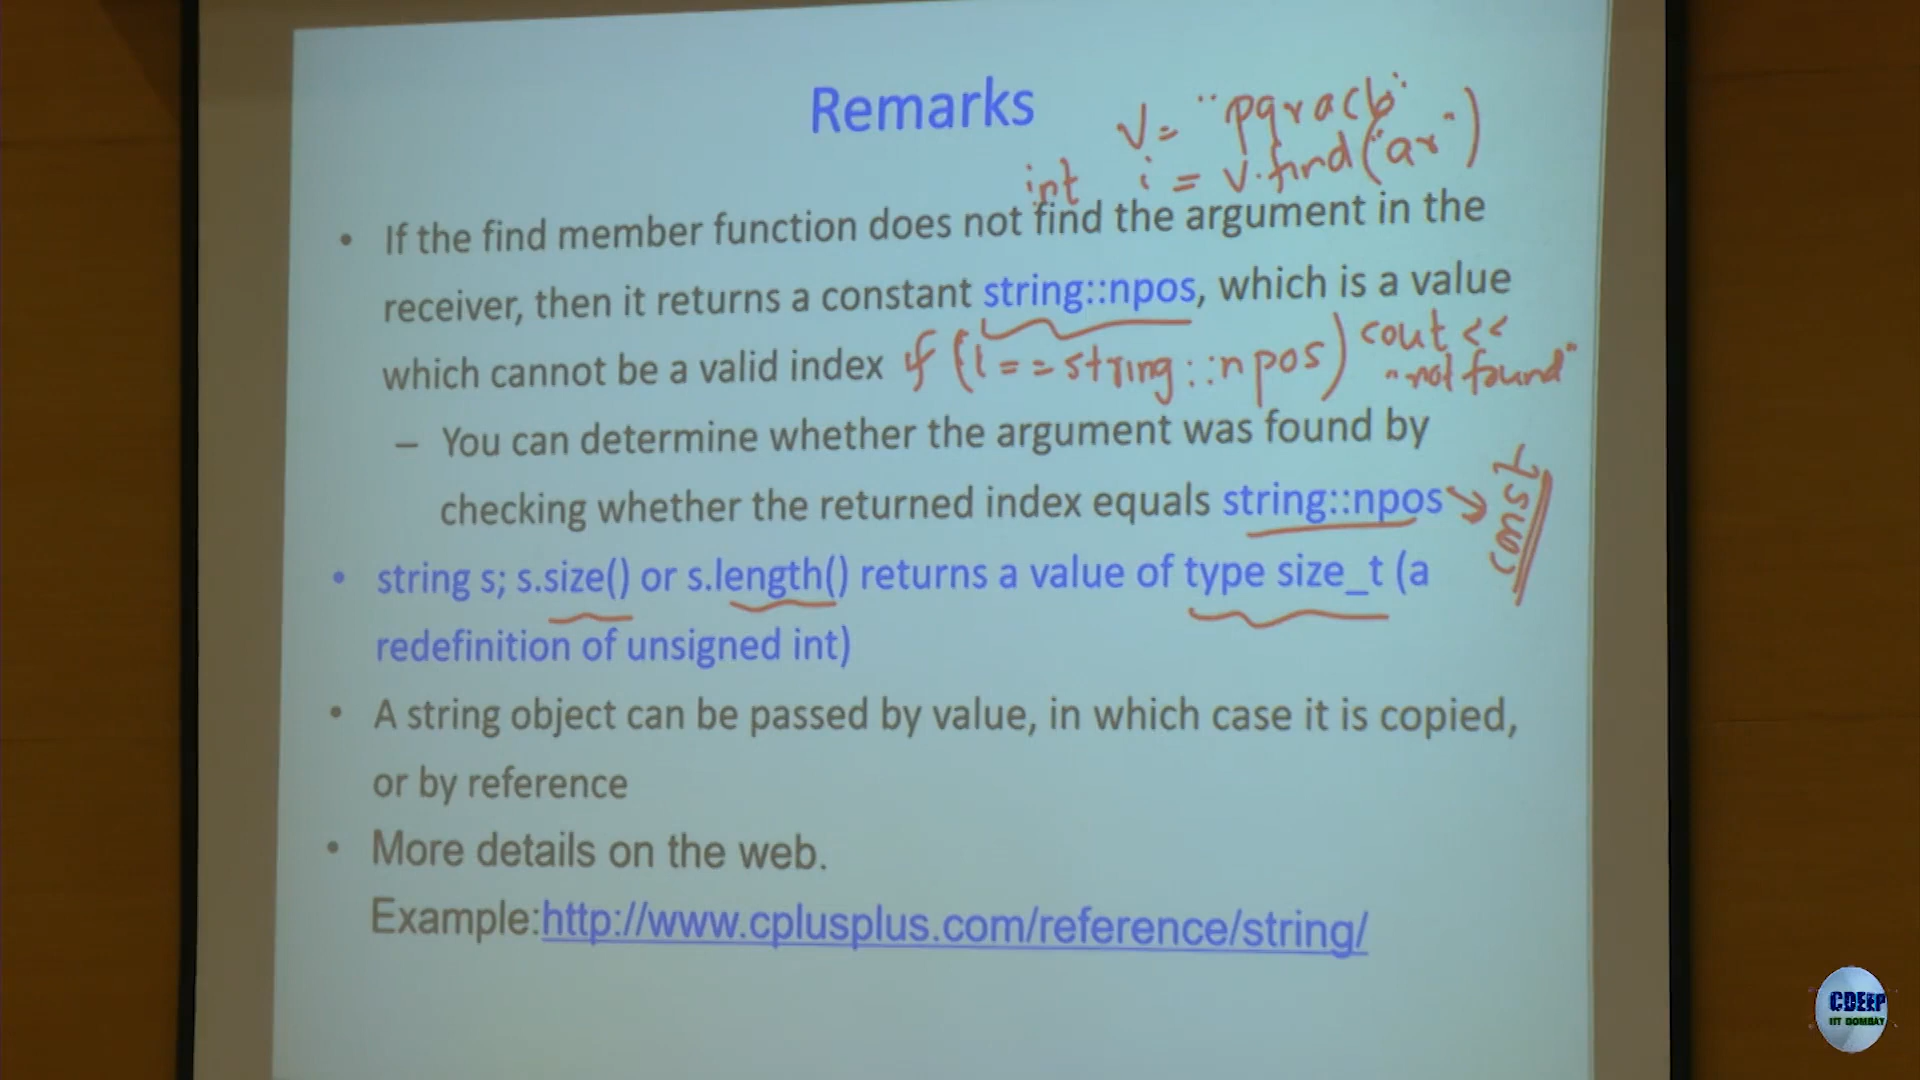 Remarks
v = "pqracb"
int i = v.find("ar")
• If the find member function does not find the argument in the
receiver, then it returns a constant string::npos, which is a value
which cannot be a valid index if (i == string::npos) cout <<
"not found"
– You can determine whether the argument was found by
checking whether the returned index equals string::npos →
• string s; s.size() or s.length() returns a value of type size_t (a
redefinition of unsigned int)
• A string object can be passed by value, in which case it is copied,
or by reference
• More details on the web.
Example:http://www.cplusplus.com/reference/string/
CDEEP
IIT BOMBAY